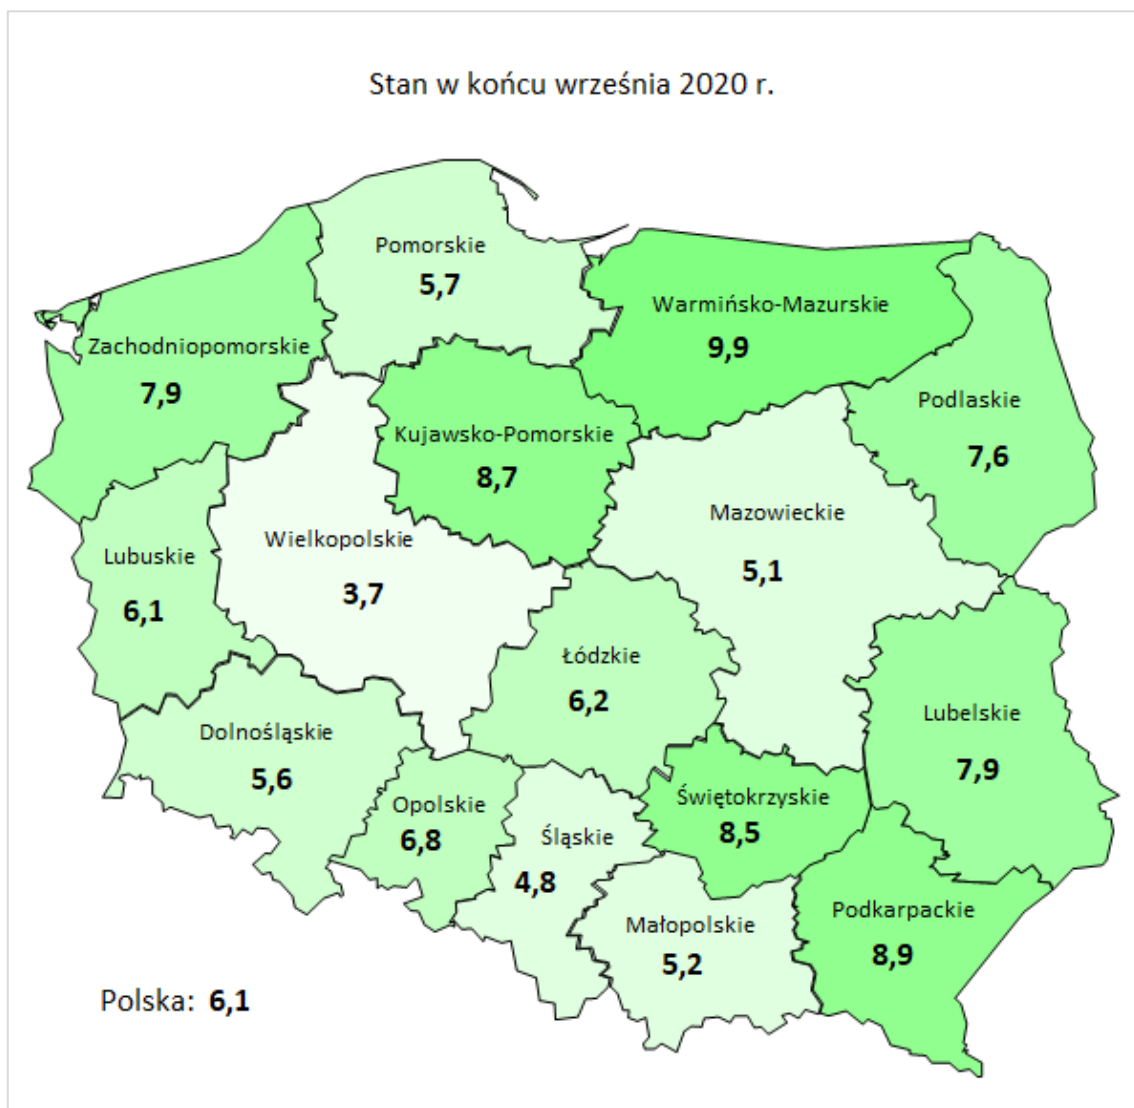 Stan w końcu września 2020 r.
Pomorskie
5,7
Warmińsko-Mazurskie
9,9
Zachodniopomorskie
7,9
Podlaskie
7,6
Kujawsko-Pomorskie
8,7
Mazowieckie
5,1
Wielkopolskie
3,7
Lubuskie
6,1
Łódzkie
6,2
Lubelskie
7,9
Dolnośląskie
5,6
Opolskie
6,8
Śląskie
4,8
Świętokrzyskie
8,5
Małopolskie
5,2
Podkarpackie
8,9
Polska: 6,1